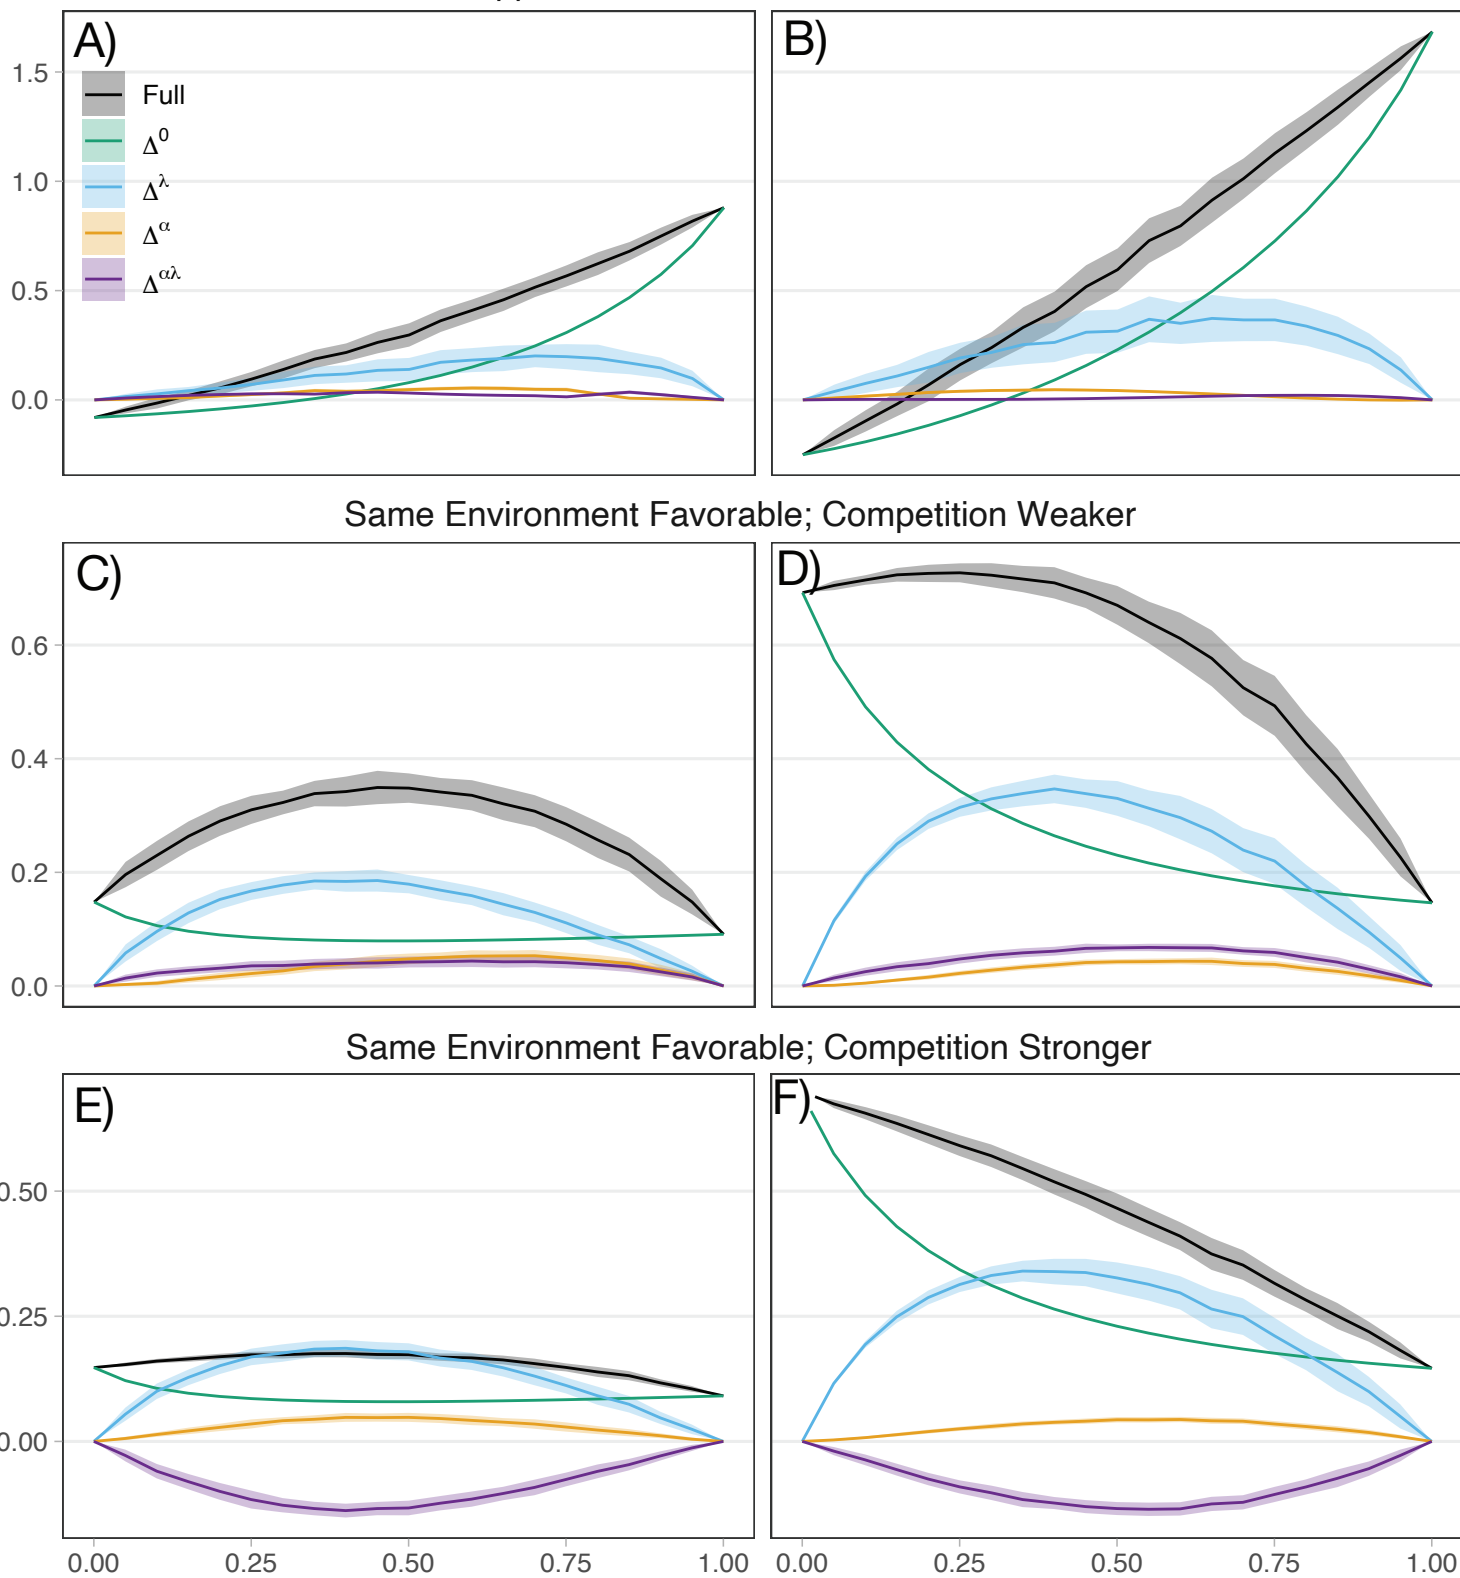 A)
B)
1.5
1.0
0.5
0.0
Full
Δ0
Δλ
Δα
Δαλ
Same Environment Favorable; Competition Weaker
C)
D)
0.6
0.4
0.2
0.0
Same Environment Favorable; Competition Stronger
E)
F)
0.50
0.25
0.00
0.00 0.25 0.50 0.75 1.00
0.00 0.25 0.50 0.75 1.00